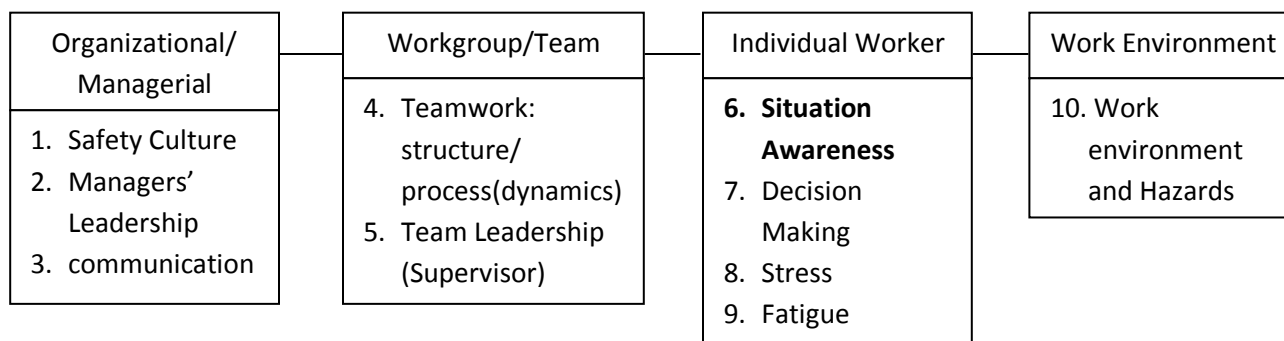 Organizational/
Managerial
1. Safety Culture
2. Managers’
Leadership
3. communication
Workgroup/Team
4. Teamwork:
structure/
process(dynamics)
5. Team Leadership
(Supervisor)
Individual Worker
6. Situation
Awareness
7. Decision
Making
8. Stress
9. Fatigue
Work Environment
10. Work
environment
and Hazards